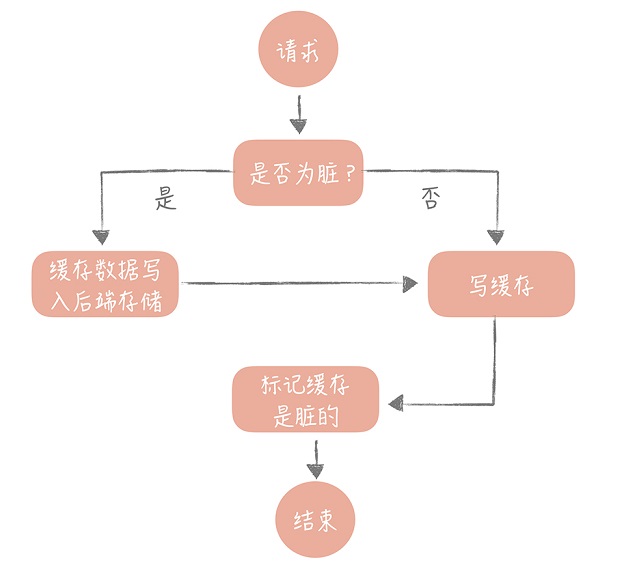 请求
是否为脏？
是
否
缓存数据写
入后端存储
写缓存
标记缓存
是脏的
结束